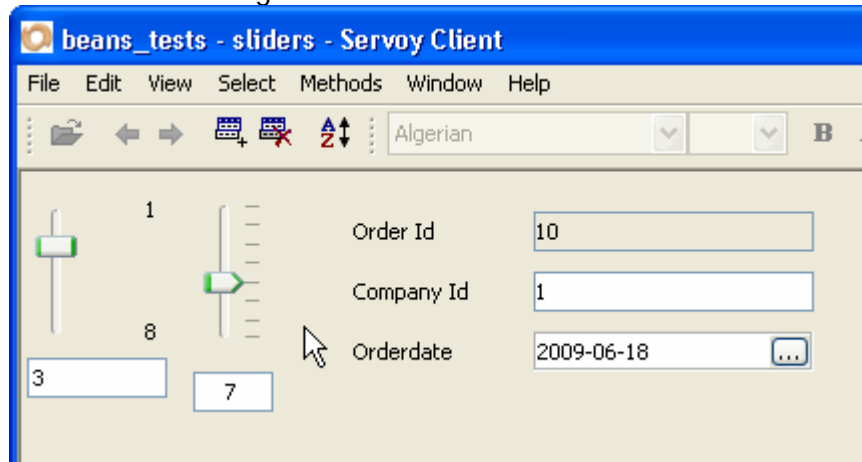 beans_tests - sliders - Servoy Client
File Edit View Select Methods Window Help
Algerian B
1
Order Id 10
Company Id 1
8
Orderdate 2009-06-18 ...
3
7